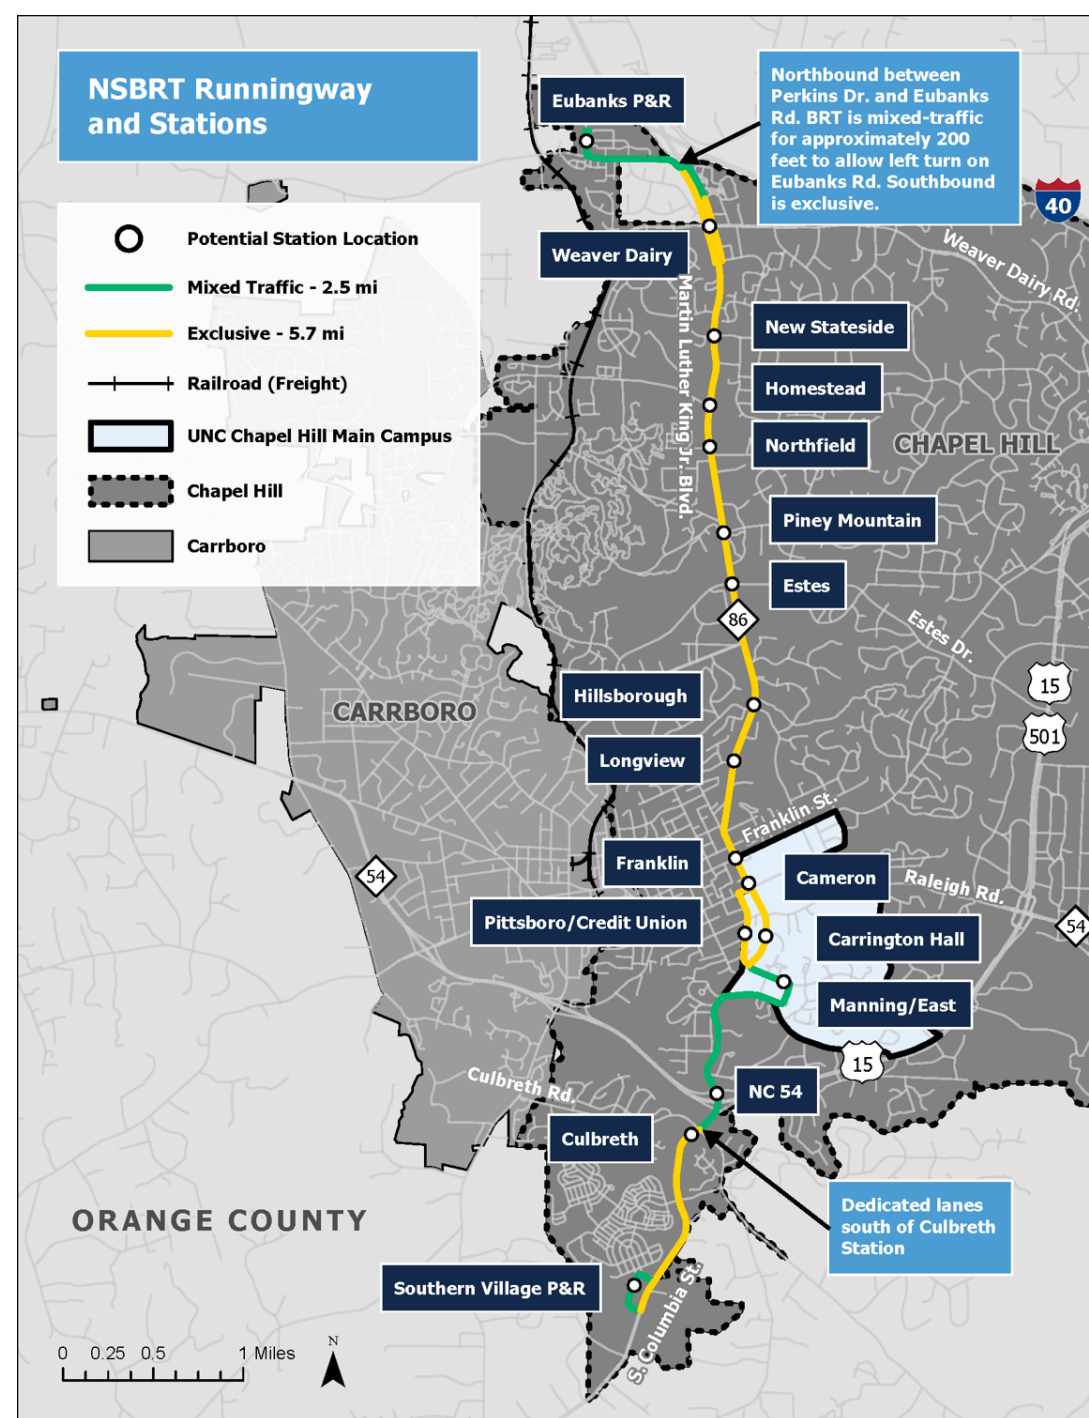 NSBRT Runningway
and Stations
Eubanks P&R
Northbound between
Perkins Dr. and Eubanks
Rd. BRT is mixed-traffic
for approximately 200
feet to allow left turn on
Eubanks Rd. Southbound
is exclusive.
40
Potential Station Location
Mixed Traffic - 2.5 mi
Exclusive - 5.7 mi
Railroad (Freight)
UNC Chapel Hill Main Campus
Chapel Hill
Carrboro
Weaver Dairy
Weaver Dairy Rd.
Martin Luther King Jr. Blvd.
New Stateside
Homestead
Northfield
CHAPEL HILL
Piney Mountain
Estes
86
Estes Dr.
15
501
Hillsborough
CARRBORO
Longview
Franklin St.
Franklin
Cameron
Raleigh Rd.
54
54
Pittsboro/Credit Union
Carrington Hall
Manning/East
15
Culbreth Rd.
NC 54
Culbreth
ORANGE COUNTY
Dedicated lanes
south of Culbreth
Station
Southern Village P&R
S. Columbia St.
0 0.25 0.5 1 Miles
N